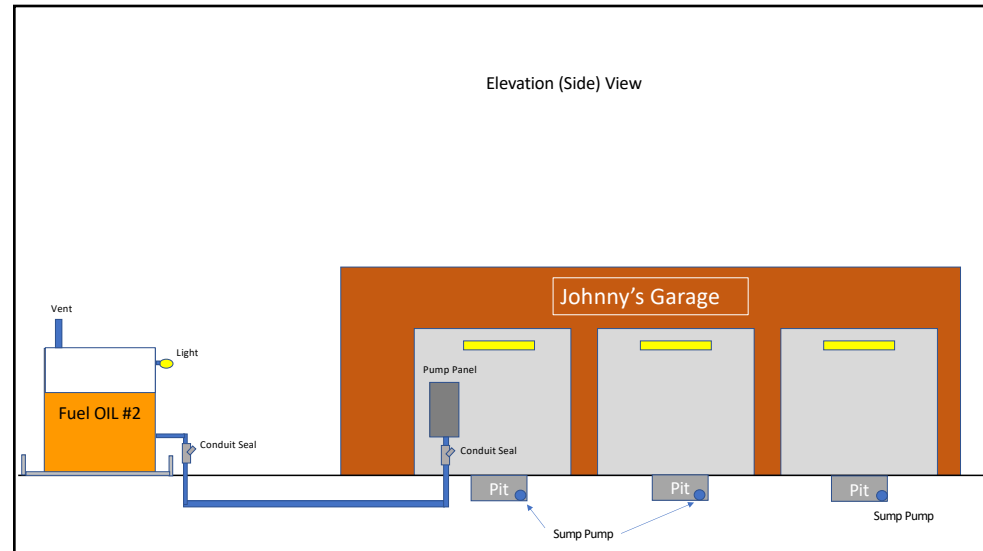 Elevation (Side) View
Johnny's Garage
Vent
Light
Pump Panel
Fuel OIL #2
Conduit Seal
Conduit Seal
Pit
Pit
Pit
Sump Pump
Sump Pump